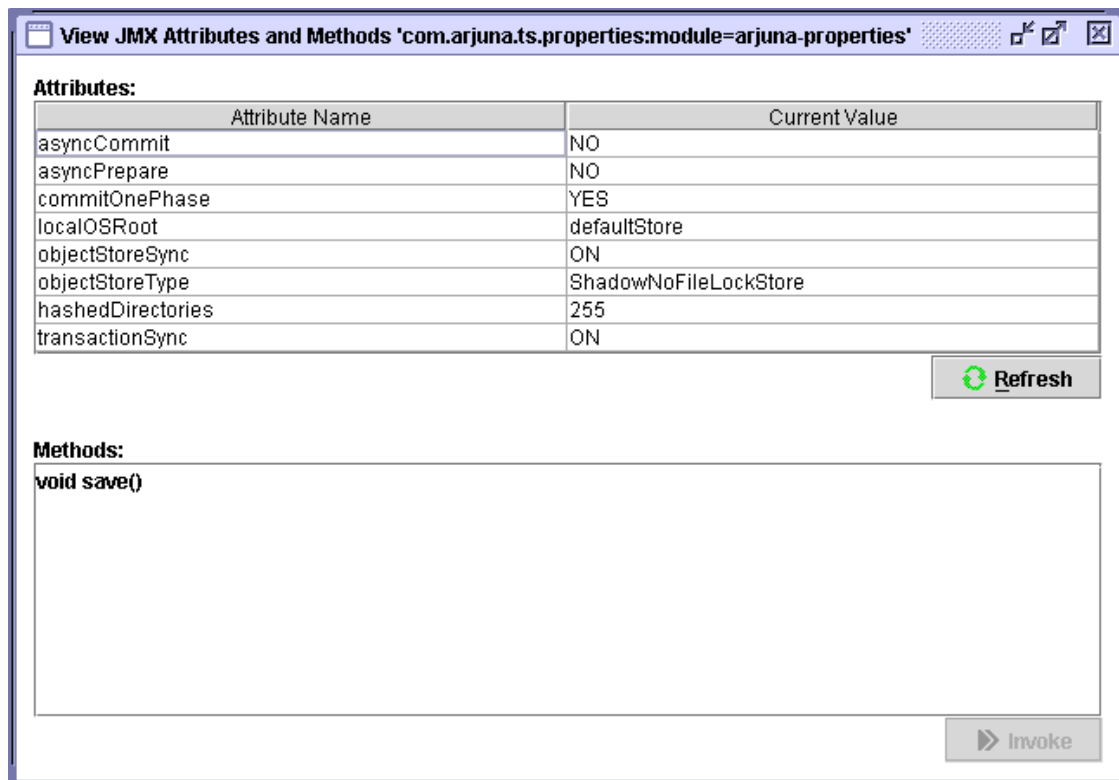 View JMX Attributes and Methods 'com.arjuna.ts.properties:module=arjuna-properties'
Attributes:
Attribute Name Current Value
asyncCommit NO
asyncPrepare NO
commitOnePhase YES
localOSRoot defaultStore
objectStoreSync ON
objectStoreType ShadowNoFileLockStore
hashedDirectories 255
transactionSync ON
Refresh
Methods:
void save()
Invoke